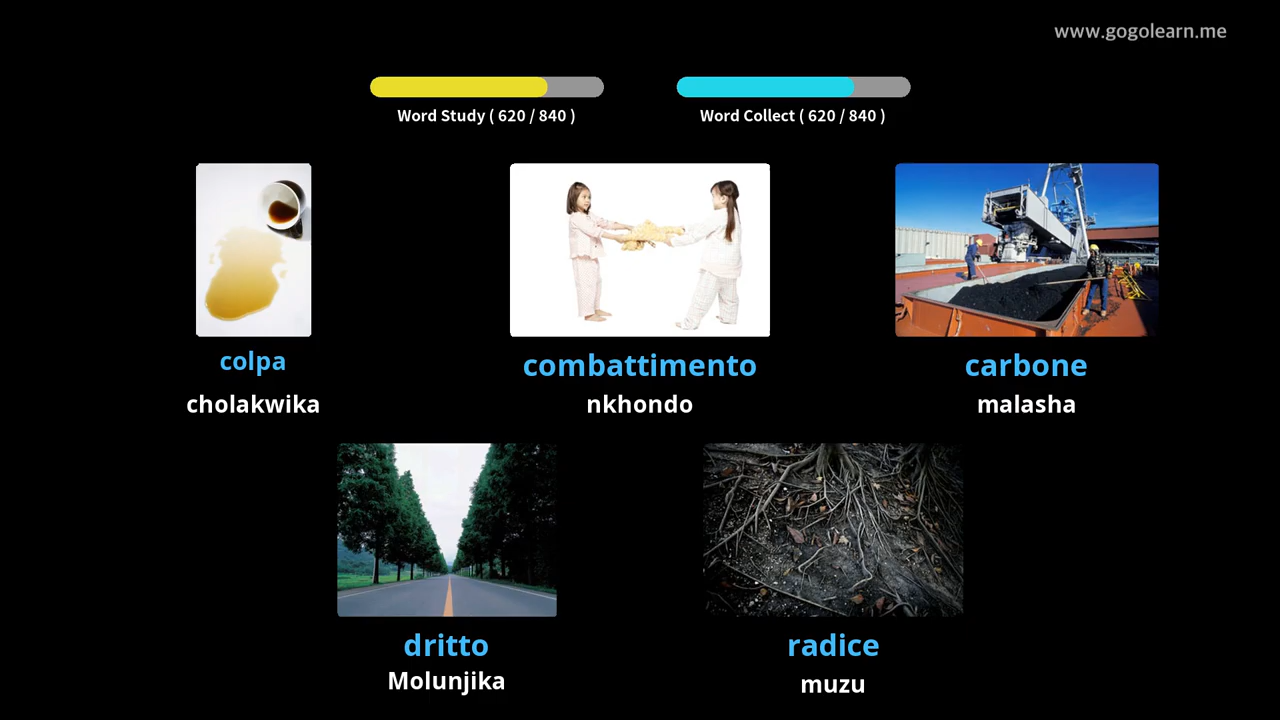 www.gogolearn.me
Word Study ( 620 / 840 )
Word Collect ( 620 / 840 )
colpa
cholakwika
combattimento
nkhondo
carbone
malasha
dritto
Molunjika
radice
muzu